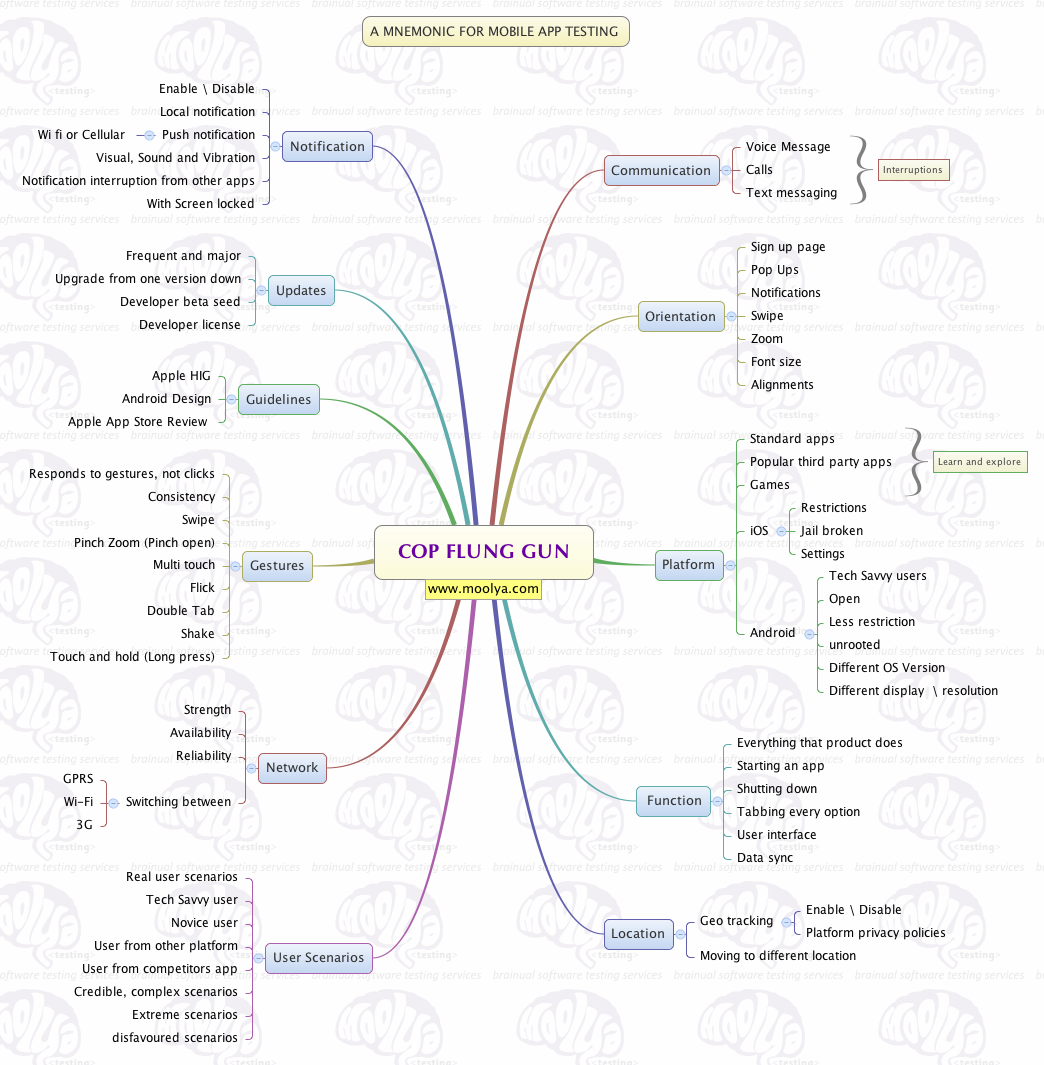 A MNEMONIC FOR MOBILE APP TESTING
COP FLUNG GUN
www.moolya.com
Communication
Voice Message
Calls
Text messaging
Interruptions
Orientation
Sign up page
Pop Ups
Notifications
Swipe
Zoom
Font size
Alignments
Platform
Standard apps
Popular third party apps
Games
Learn and explore
iOS
Restrictions
Jail broken
Settings
Android
Tech Savvy users
Open
Less restriction
unrooted
Different OS Version
Different display \ resolution
Function
Everything that product does
Starting an app
Shutting down
Tabbing every option
User interface
Data sync
Location
Geo tracking
Enable \ Disable
Platform privacy policies
Moving to different location
Notification
Enable \ Disable
Local notification
Push notification
Wi fi or Cellular
Visual, Sound and Vibration
Notification interruption from other apps
With Screen locked
Updates
Frequent and major
Upgrade from one version down
Developer beta seed
Developer license
Guidelines
Apple HIG
Android Design
Apple App Store Review
Gestures
Responds to gestures, not clicks
Consistency
Swipe
Pinch Zoom (Pinch open)
Multi touch
Flick
Double Tab
Shake
Touch and hold (Long press)
Network
Strength
Availability
Reliability
Switching between
GPRS
Wi-Fi
3G
User Scenarios
Real user scenarios
Tech Savvy user
Novice user
User from other platform
User from competitors app
Credible, complex scenarios
Extreme scenarios
disfavoured scenarios
brainual software testing services
moolya
<testing>